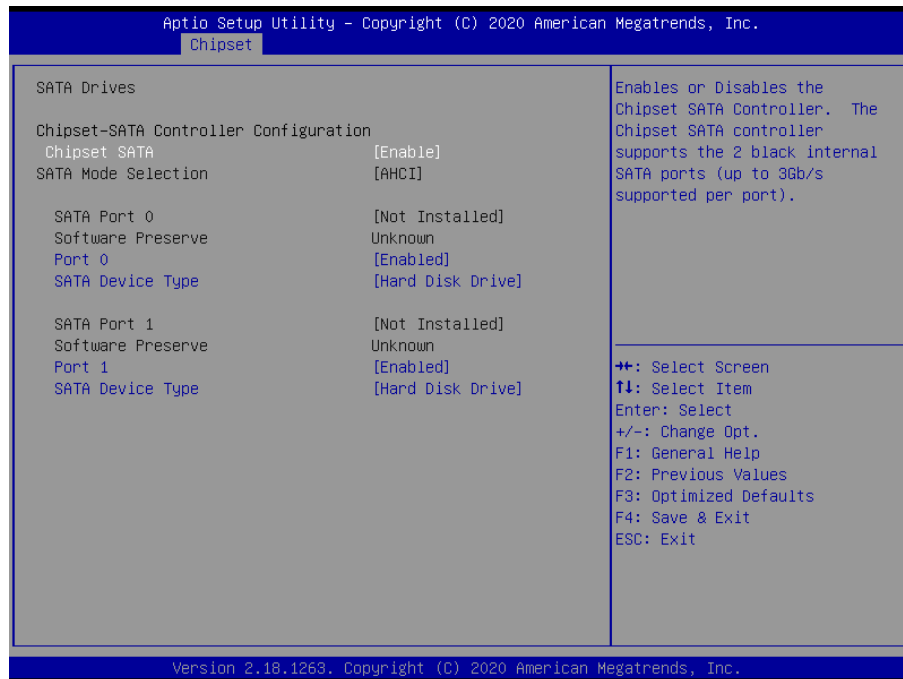 Aptio Setup Utility – Copyright (C) 2020 American Megatrends, Inc.
Chipset
SATA Drives
Chipset-SATA Controller Configuration
Chipset SATA [Enable]
SATA Mode Selection [AHCI]
SATA Port 0 [Not Installed]
Software Preserve Unknown
Port 0 [Enabled]
SATA Device Type [Hard Disk Drive]
SATA Port 1 [Not Installed]
Software Preserve Unknown
Port 1 [Enabled]
SATA Device Type [Hard Disk Drive]
Enables or Disables the
Chipset SATA Controller. The
Chipset SATA controller
supports the 2 black internal
SATA ports (up to 3Gb/s
supported per port).
→←: Select Screen
↑↓: Select Item
Enter: Select
+/-: Change Opt.
F1: General Help
F2: Previous Values
F3: Optimized Defaults
F4: Save & Exit
ESC: Exit
Version 2.18.1263. Copyright (C) 2020 American Megatrends, Inc.